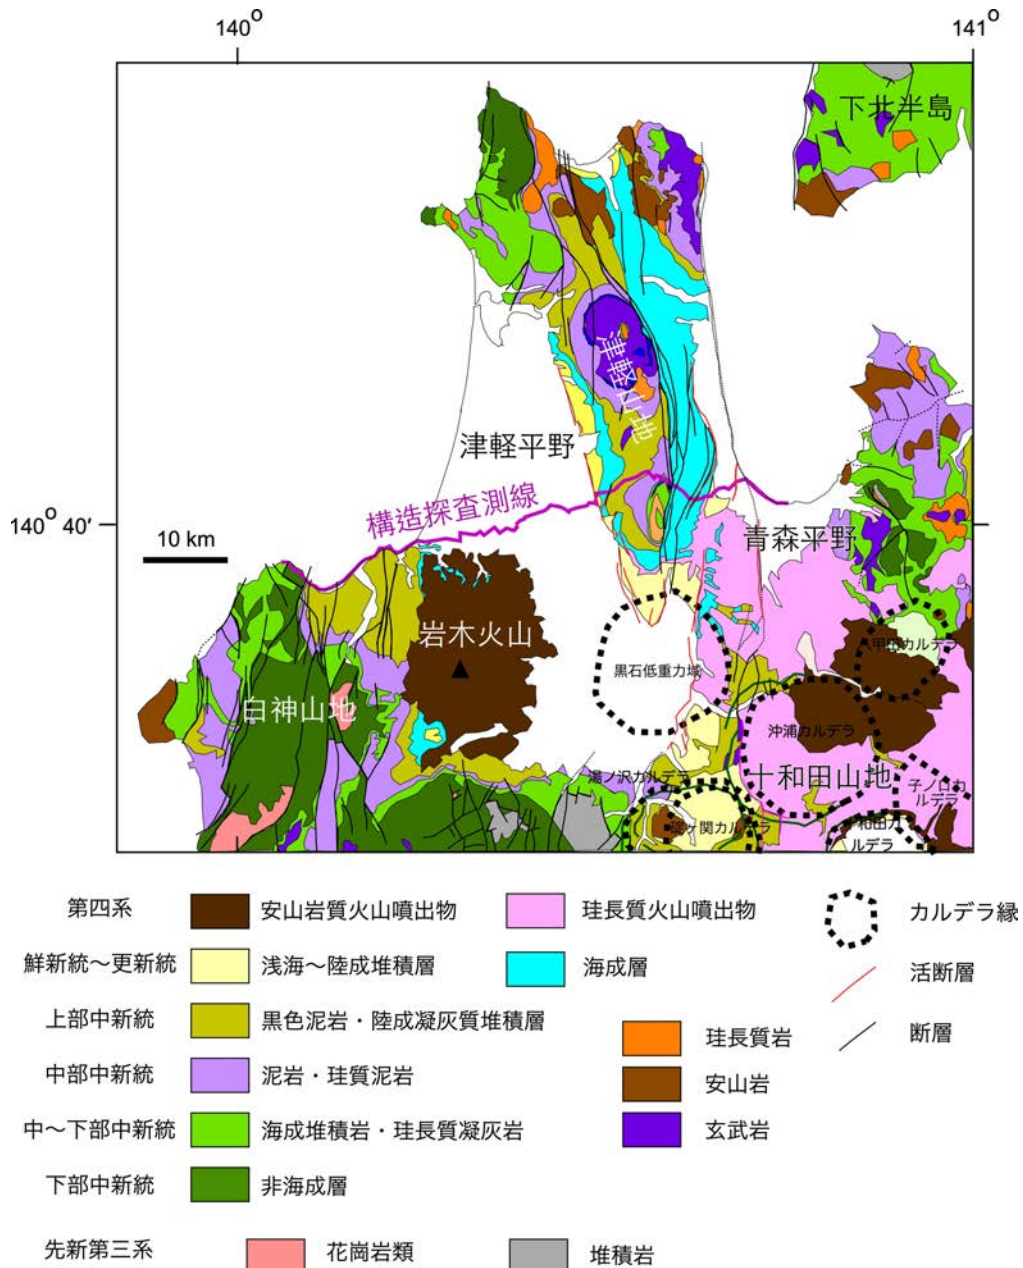 140°
141°
下北半島
津軽山地
津軽平野
構造探査測線
140° 40′
10 km
青森平野
岩木火山
八甲田カルデラ
黒石低重力域
白神山地
沖浦カルデラ
湯ノ沢カルデラ
十和田山地
子ノ口カ
ルデラ
碇ヶ関カルデラ
十和田カ
ルデラ
第四系
安山岩質火山噴出物
珪長質火山噴出物
カルデラ縁
鮮新統～更新統
浅海～陸成堆積層
海成層
活断層
上部中新統
黒色泥岩・陸成凝灰質堆積層
珪長質岩
断層
中部中新統
泥岩・珪質泥岩
安山岩
中～下部中新統
海成堆積岩・珪長質凝灰岩
玄武岩
下部中新統
非海成層
先新第三系
花崗岩類
堆積岩